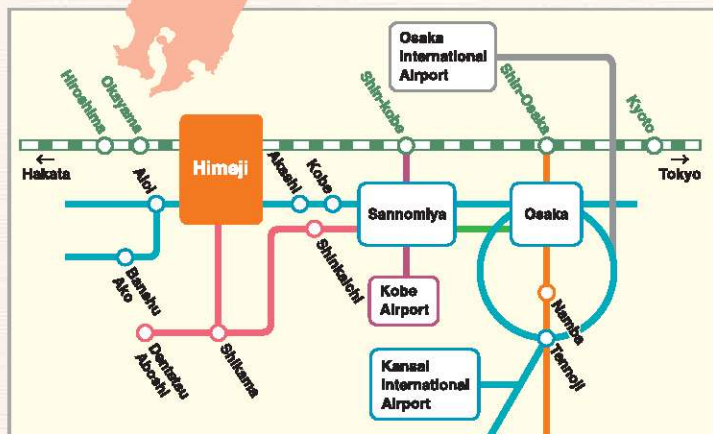 Osaka
International
Airport
Hiroshima
Okayama
Shin-kobe
Shin-Osaka
Kyoto
Hakata
Tokyo
Aioi
Himeji
Akashi
Kobe
Sannomiya
Osaka
Banshu
Ako
Shinkaichi
Kobe
Airport
Namba
Dentetsu
Aboshi
Shikama
Tennoji
Kansai
International
Airport